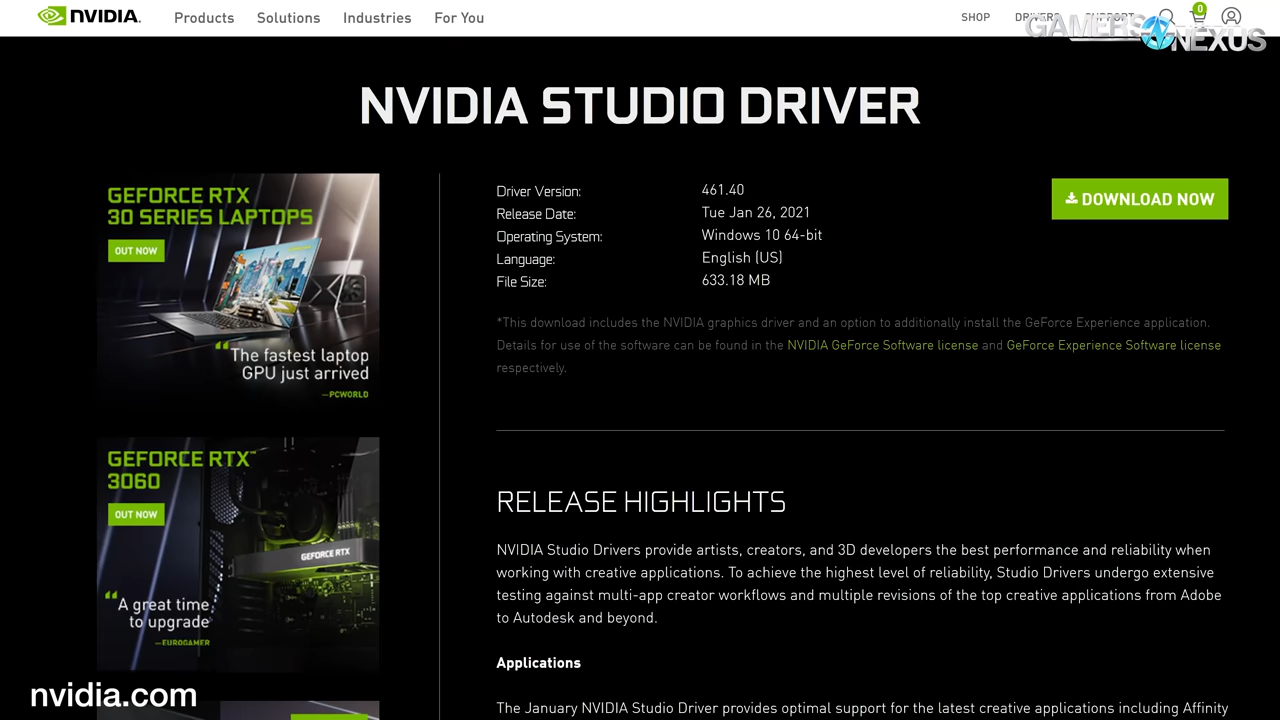 NVIDIA.
Products Solutions Industries For You
SHOP DRIVERS SUPPORT 0
GAMERS NEXUS
NVIDIA STUDIO DRIVER
GEFORCE RTX
30 SERIES LAPTOPS
OUT NOW
“The fastest laptop
GPU just arrived
—PCWORLD
GEFORCE RTX™
3060
OUT NOW
GEFORCE RTX
“A great time
to upgrade
—EUROGAMER
Driver Version: 461.40
Release Date: Tue Jan 26, 2021
Operating System: Windows 10 64-bit
Language: English (US)
File Size: 633.18 MB
DOWNLOAD NOW
*This download includes the NVIDIA graphics driver and an option to additionally install the GeForce Experience application.
Details for use of the software can be found in the NVIDIA GeForce Software license and GeForce Experience Software license
respectively.
RELEASE HIGHLIGHTS
NVIDIA Studio Drivers provide artists, creators, and 3D developers the best performance and reliability when
working with creative applications. To achieve the highest level of reliability, Studio Drivers undergo extensive
testing against multi-app creator workflows and multiple revisions of the top creative applications from Adobe
to Autodesk and beyond.
Applications
The January NVIDIA Studio Driver provides optimal support for the latest creative applications including Affinity
nvidia.com